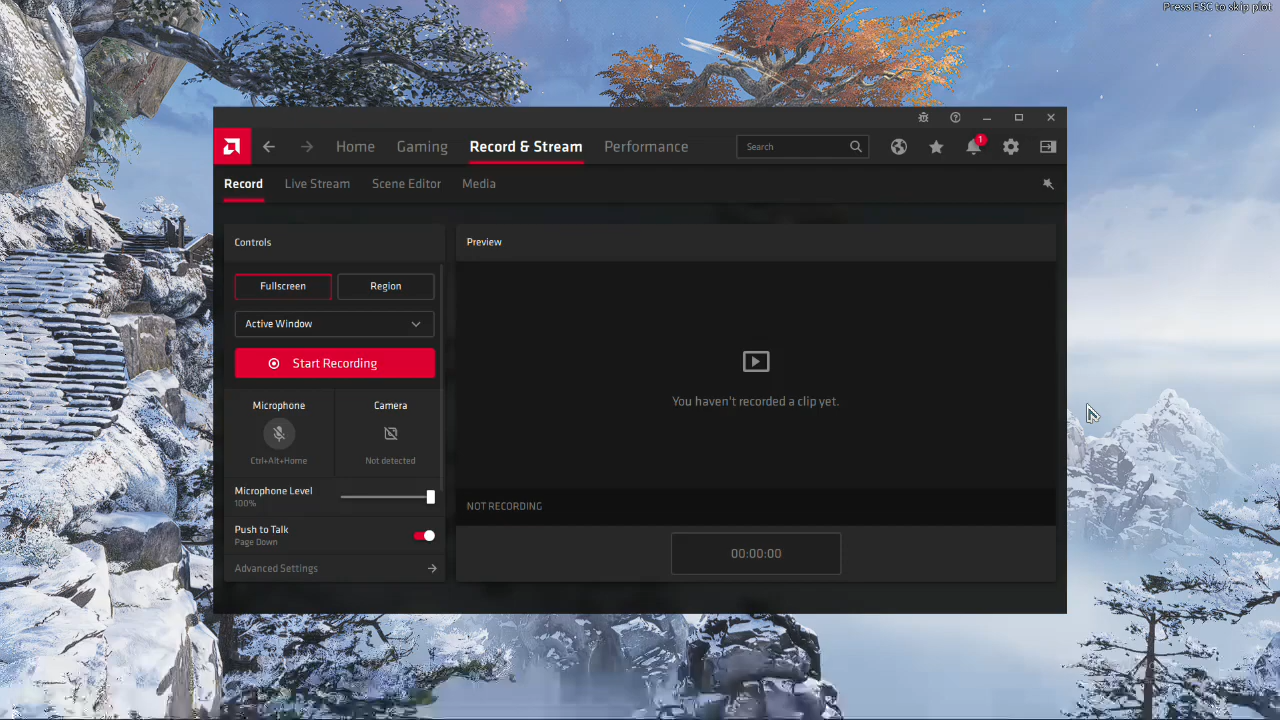 Press ESC to skip plot
Home Gaming Record & Stream Performance Search 1
Record Live Stream Scene Editor Media
Controls
Fullscreen Region
Active Window
Start Recording
Microphone Camera
Ctrl+Alt+Home Not detected
Microphone Level
100%
Push to Talk
Page Down
Advanced Settings
Preview
You haven't recorded a clip yet.
NOT RECORDING
00:00:00